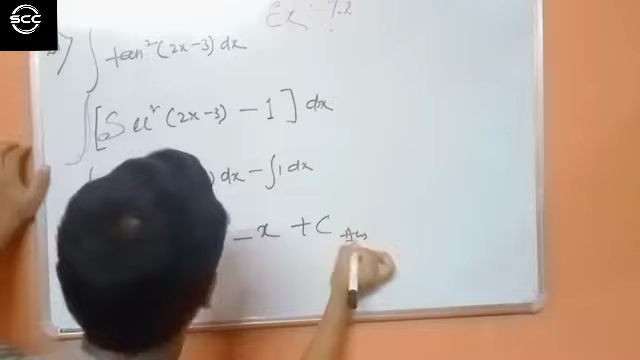 SCC
Ex:-7.2
∫ tan²(2x-3) dx
∫ [Sec²(2x-3) - 1] dx
) dx - ∫1 dx
- x + C Ans